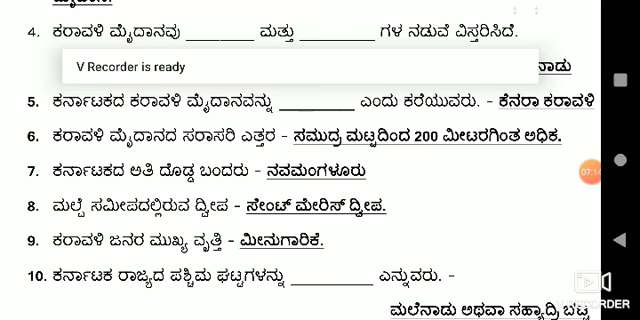 4. ಕರಾವಳಿ ಮೈದಾನವು ________ ಮತ್ತು ________ ಗಳ ನಡುವೆ ವಿಸ್ತರಿಸಿದೆ.
V Recorder is ready
ನಾಡು
5. ಕರ್ನಾಟಕದ ಕರಾವಳಿ ಮೈದಾನವನ್ನು ________ ಎಂದು ಕರೆಯುವರು. - ಕೆನರಾ ಕರಾವಳಿ
6. ಕರಾವಳಿ ಮೈದಾನದ ಸರಾಸರಿ ಎತ್ತರ - ಸಮುದ್ರ ಮಟ್ಟದಿಂದ 200 ಮೀಟರಗಿಂತ ಅಧಿಕ.
7. ಕರ್ನಾಟಕದ ಅತಿ ದೊಡ್ಡ ಬಂದರು - ನವಮಂಗಳೂರು
07:14
8. ಮಲ್ಪೆ ಸಮೀಪದಲ್ಲಿರುವ ದ್ವೀಪ - ಸೇಂಟ್ ಮೇರಿಸ್ ದ್ವೀಪ.
9. ಕರಾವಳಿ ಜನರ ಮುಖ್ಯ ವೃತ್ತಿ - ಮೀನುಗಾರಿಕೆ.
10. ಕರ್ನಾಟಕ ರಾಜ್ಯದ ಪಶ್ಚಿಮ ಘಟ್ಟಗಳನ್ನು ________ ಎನ್ನುವರು. -
RDER
ಮಲೆನಾಡು ಅಥವಾ ಸಹ್ಯಾದ್ರಿ ಬೆಟ್ಟ